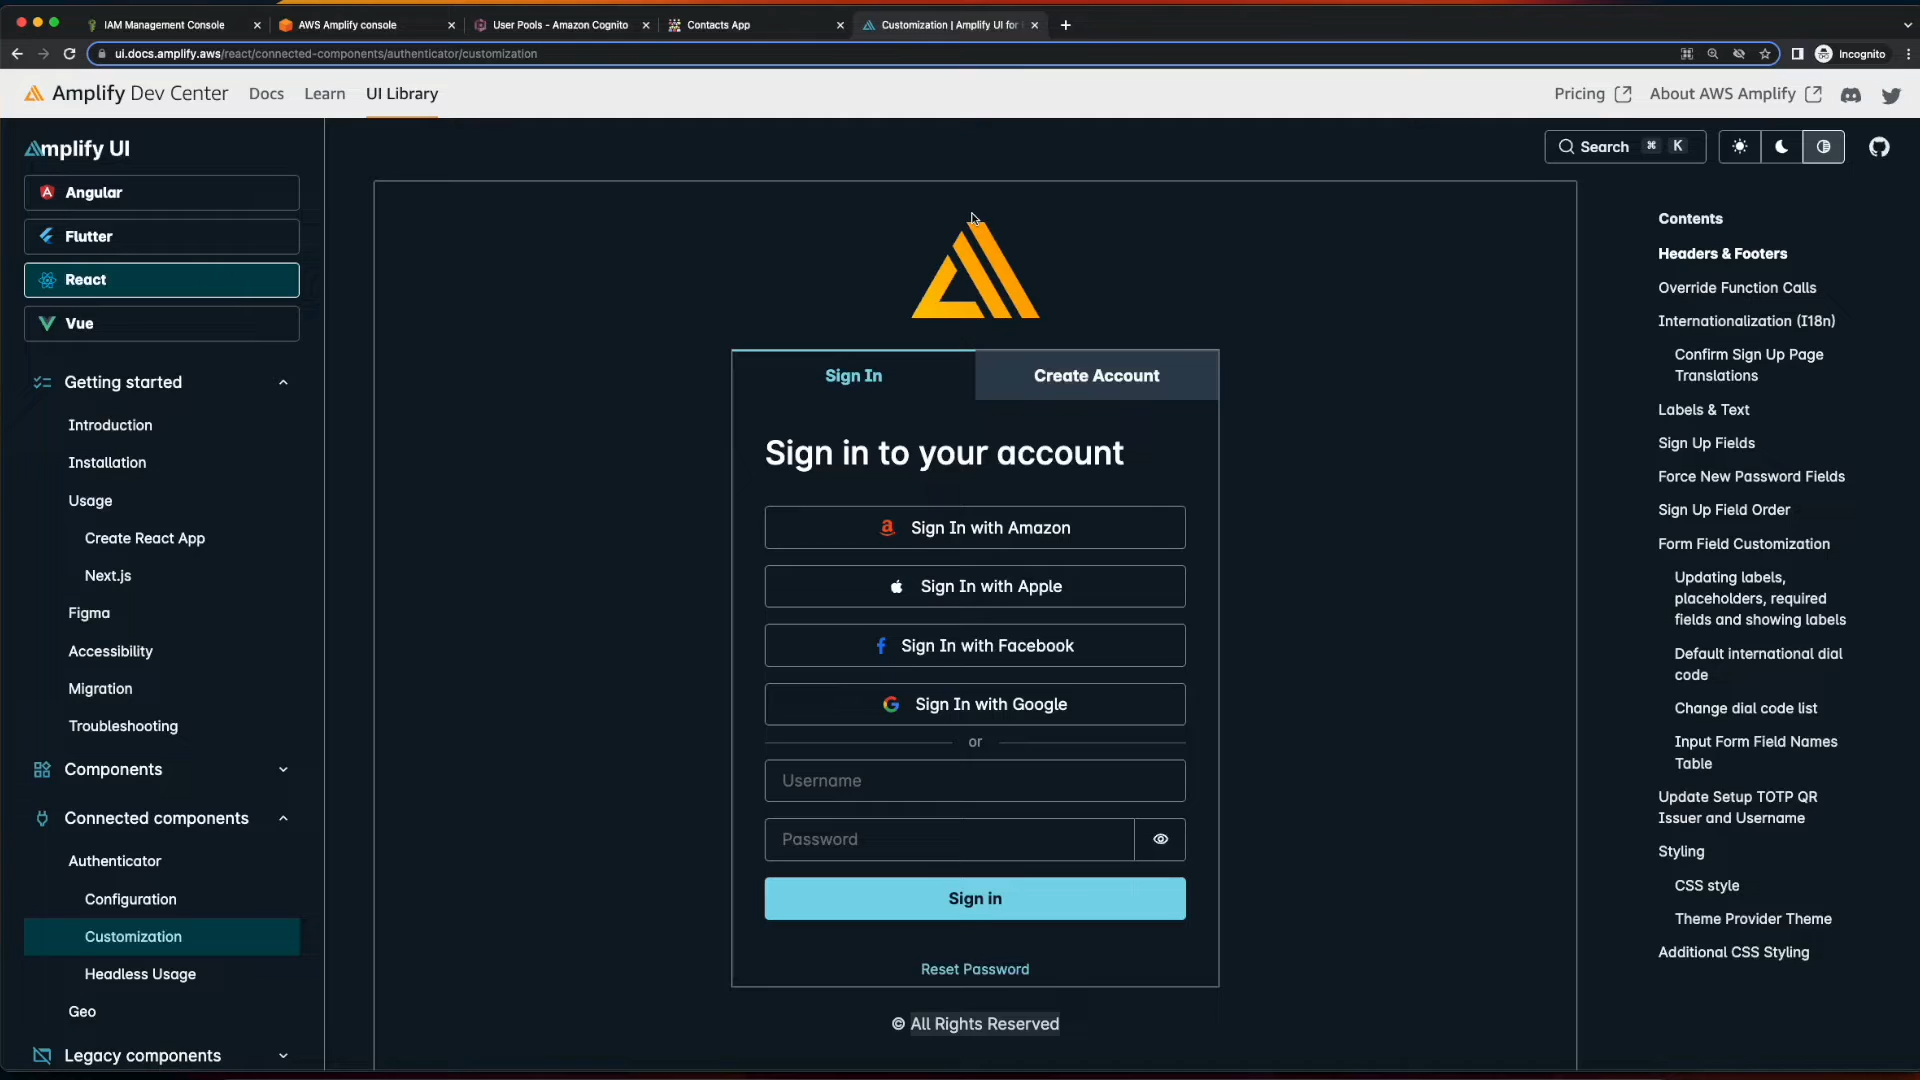 IAM Management Console
AWS Amplify console
User Pools - Amazon Cognito
Contacts App
Customization | Amplify UI for
ui.docs.amplify.aws/react/connected-components/authenticator/customization
Incognito
Amplify Dev Center
Docs
Learn
UI Library
Pricing
About AWS Amplify
Amplify UI
Search ⌘ K
Angular
Flutter
React
Vue
Getting started
Introduction
Installation
Usage
Create React App
Next.js
Figma
Accessibility
Migration
Troubleshooting
Components
Connected components
Authenticator
Configuration
Customization
Headless Usage
Geo
Legacy components
Sign In
Create Account
Sign in to your account
Sign In with Amazon
Sign In with Apple
Sign In with Facebook
Sign In with Google
or
Username
Password
Sign in
Reset Password
© All Rights Reserved
Contents
Headers & Footers
Override Function Calls
Internationalization (I18n)
Confirm Sign Up Page
Translations
Labels & Text
Sign Up Fields
Force New Password Fields
Sign Up Field Order
Form Field Customization
Updating labels,
placeholders, required
fields and showing labels
Default international dial
code
Change dial code list
Input Form Field Names
Table
Update Setup TOTP QR
Issuer and Username
Styling
CSS style
Theme Provider Theme
Additional CSS Styling